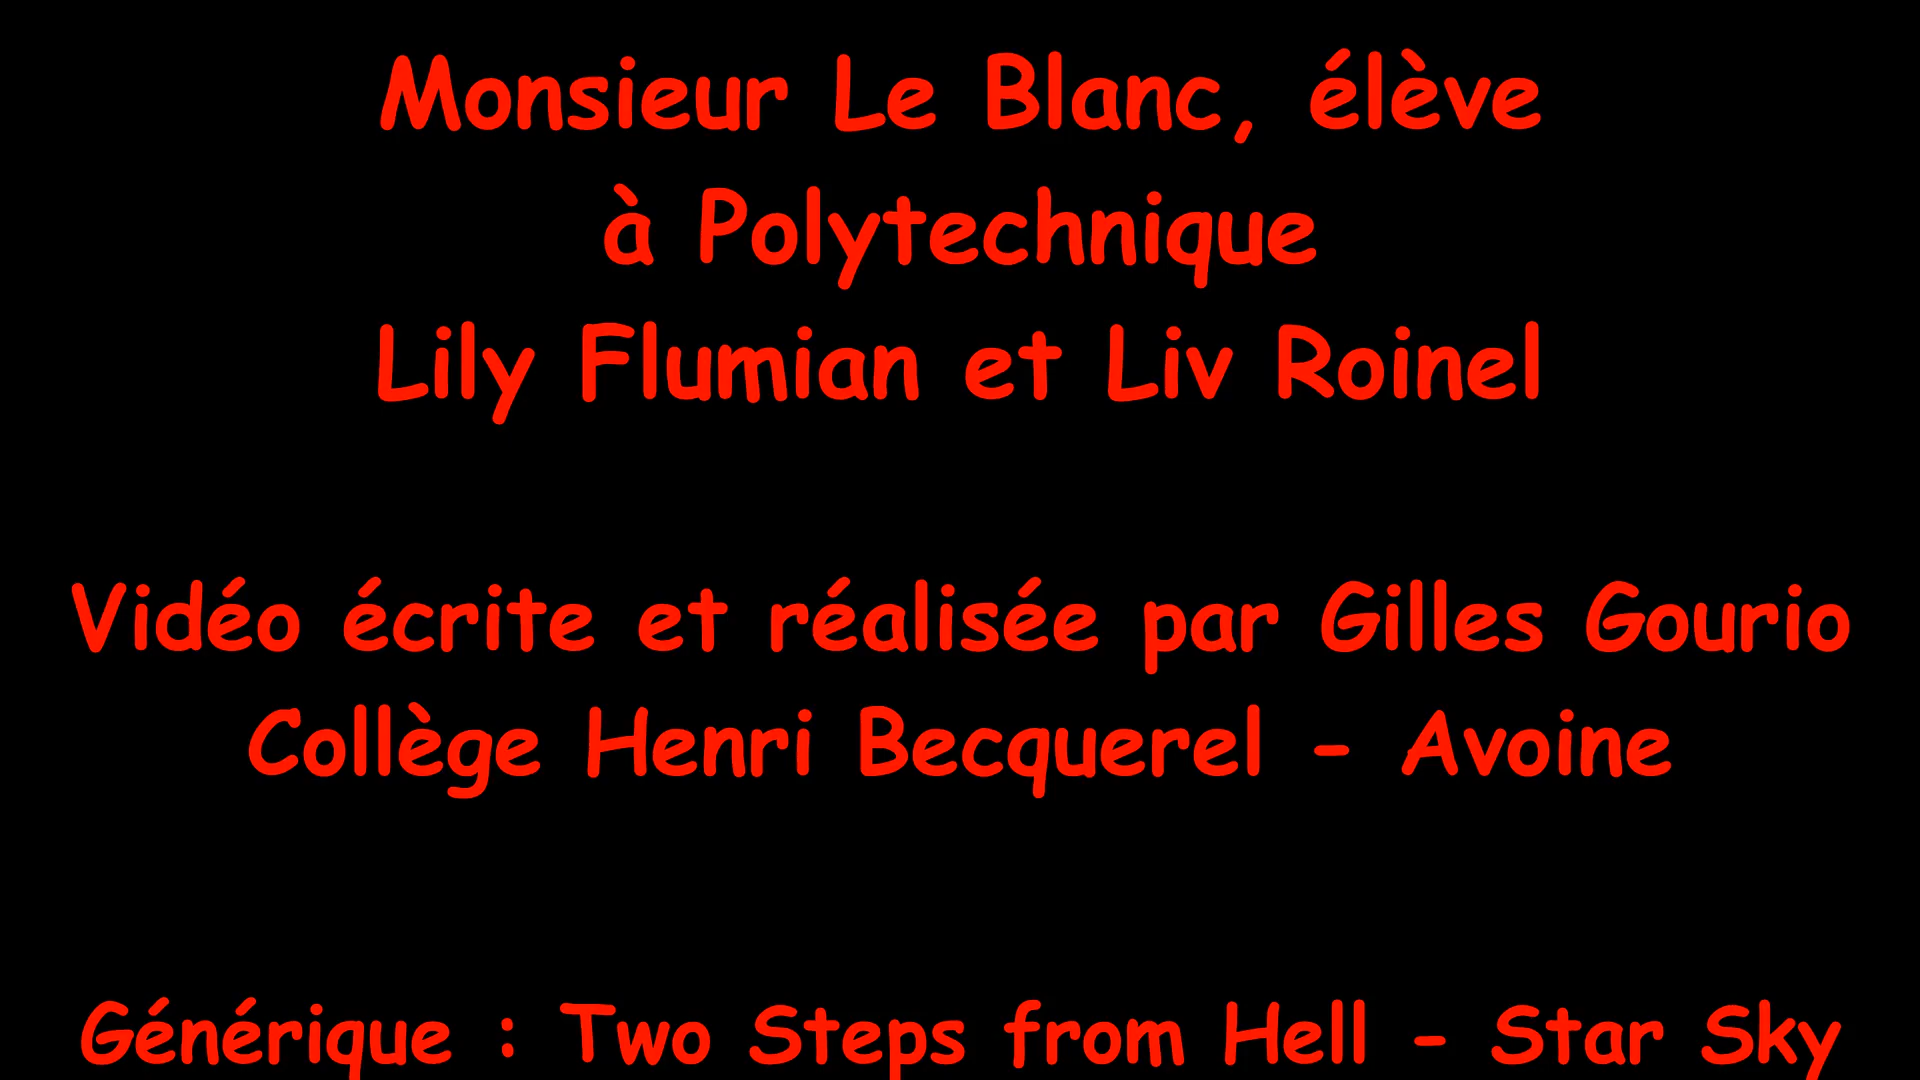 Monsieur Le Blanc, élève
à Polytechnique
Lily Flumian et Liv Roinel
Vidéo écrite et réalisée par Gilles Gourio
Collège Henri Becquerel - Avoine
Générique : Two Steps from Hell - Star Sky